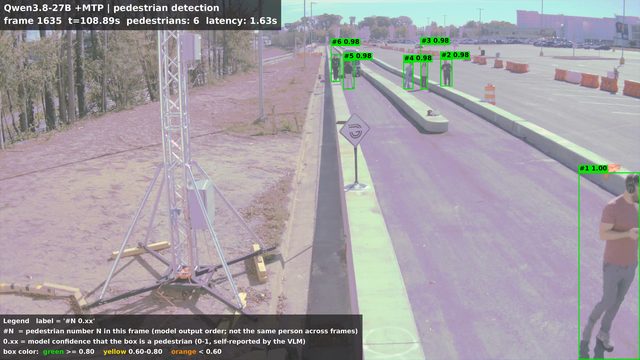 Qwen3.8-27B +MTP | pedestrian detection
frame 1635 t=108.89s pedestrians: 6 latency: 1.63s
#6 0.98
#3 0.98
#5 0.98
#4 0.98
#2 0.98
#1 1.00
Legend label = '#N 0.xx'
#N = pedestrian number N in this frame (model output order; not the same person across frames)
0.xx = model confidence that the box is a pedestrian (0-1, self-reported by the VLM)
box color: green >= 0.80 yellow 0.60-0.80 orange < 0.60